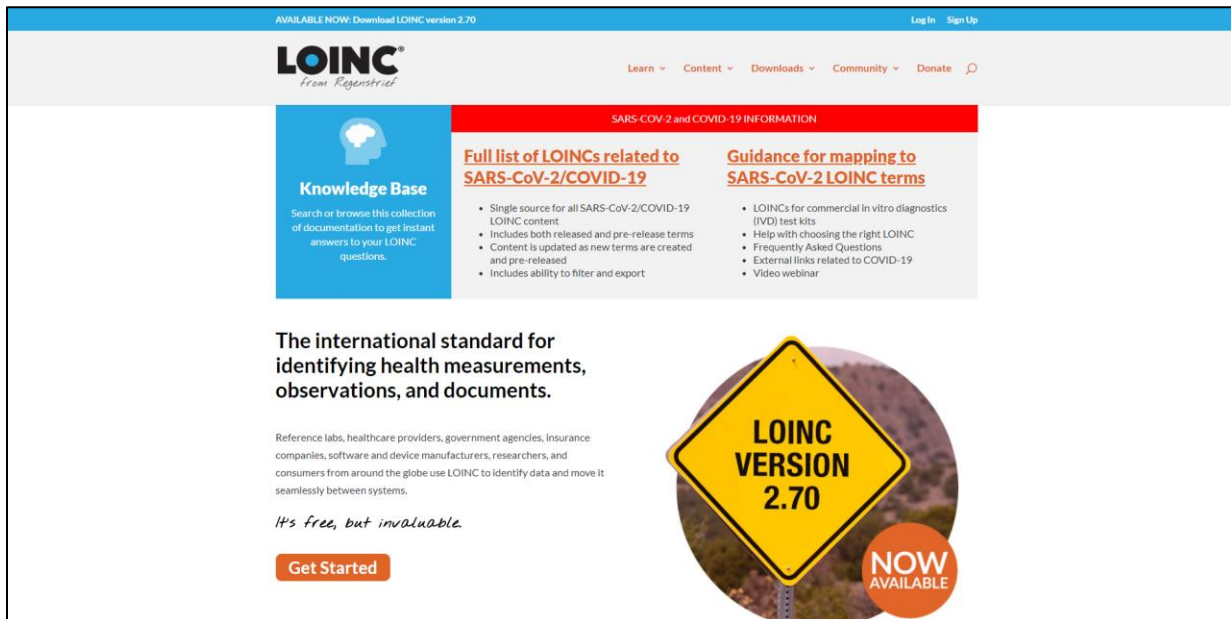 AVAILABLE NOW: Download LOINC version 2.70
Log In Sign Up
LOINC®
from Regenstrief
Learn Content Downloads Community Donate
Knowledge Base
Search or browse this collection
of documentation to get instant
answers to your LOINC
questions.
SARS-COV-2 and COVID-19 INFORMATION
Full list of LOINCs related to
SARS-CoV-2/COVID-19
• Single source for all SARS-CoV-2/COVID-19
LOINC content
• Includes both released and pre-release terms
• Content is updated as new terms are created
and pre-released
• Includes ability to filter and export
Guidance for mapping to
SARS-CoV-2 LOINC terms
• LOINCs for commercial in vitro diagnostics
(IVD) test kits
• Help with choosing the right LOINC
• Frequently Asked Questions
• External links related to COVID-19
• Video webinar
The international standard for
identifying health measurements,
observations, and documents.
Reference labs, healthcare providers, government agencies, insurance
companies, software and device manufacturers, researchers, and
consumers from around the globe use LOINC to identify data and move it
seamlessly between systems.
It's free, but invaluable.
Get Started
LOINC
VERSION
2.70
NOW
AVAILABLE